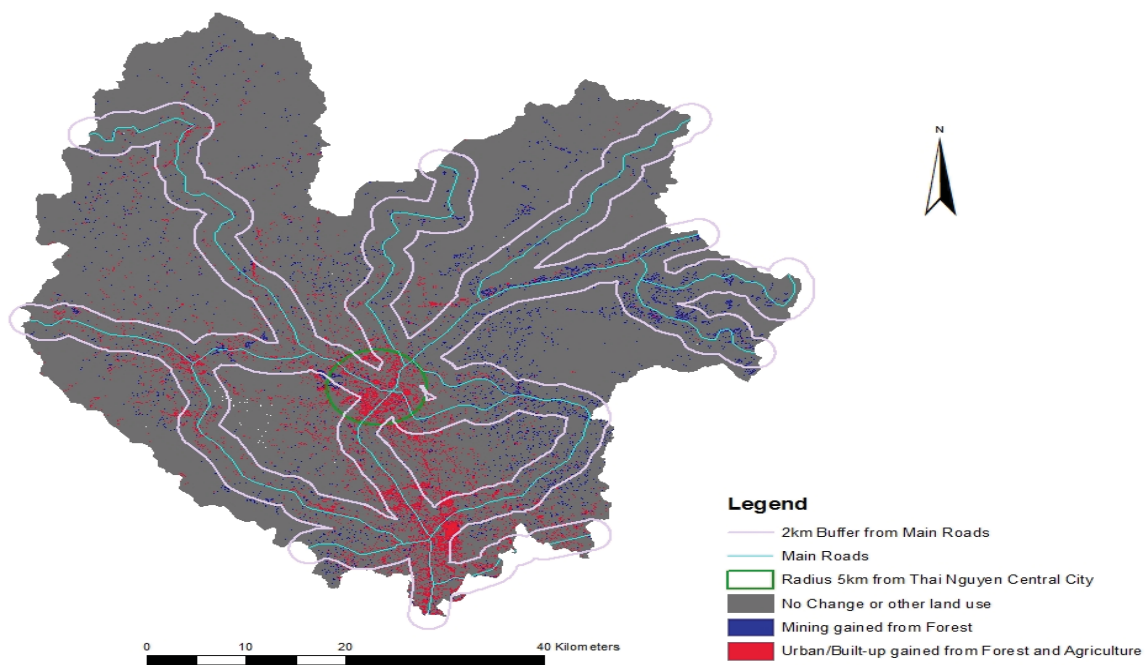 N
Legend
2km Buffer from Main Roads
Main Roads
Radius 5km from Thai Nguyen Central City
No Change or other land use
Mining gained from Forest
Urban/Built-up gained from Forest and Agriculture
0 10 20 40 Kilometers